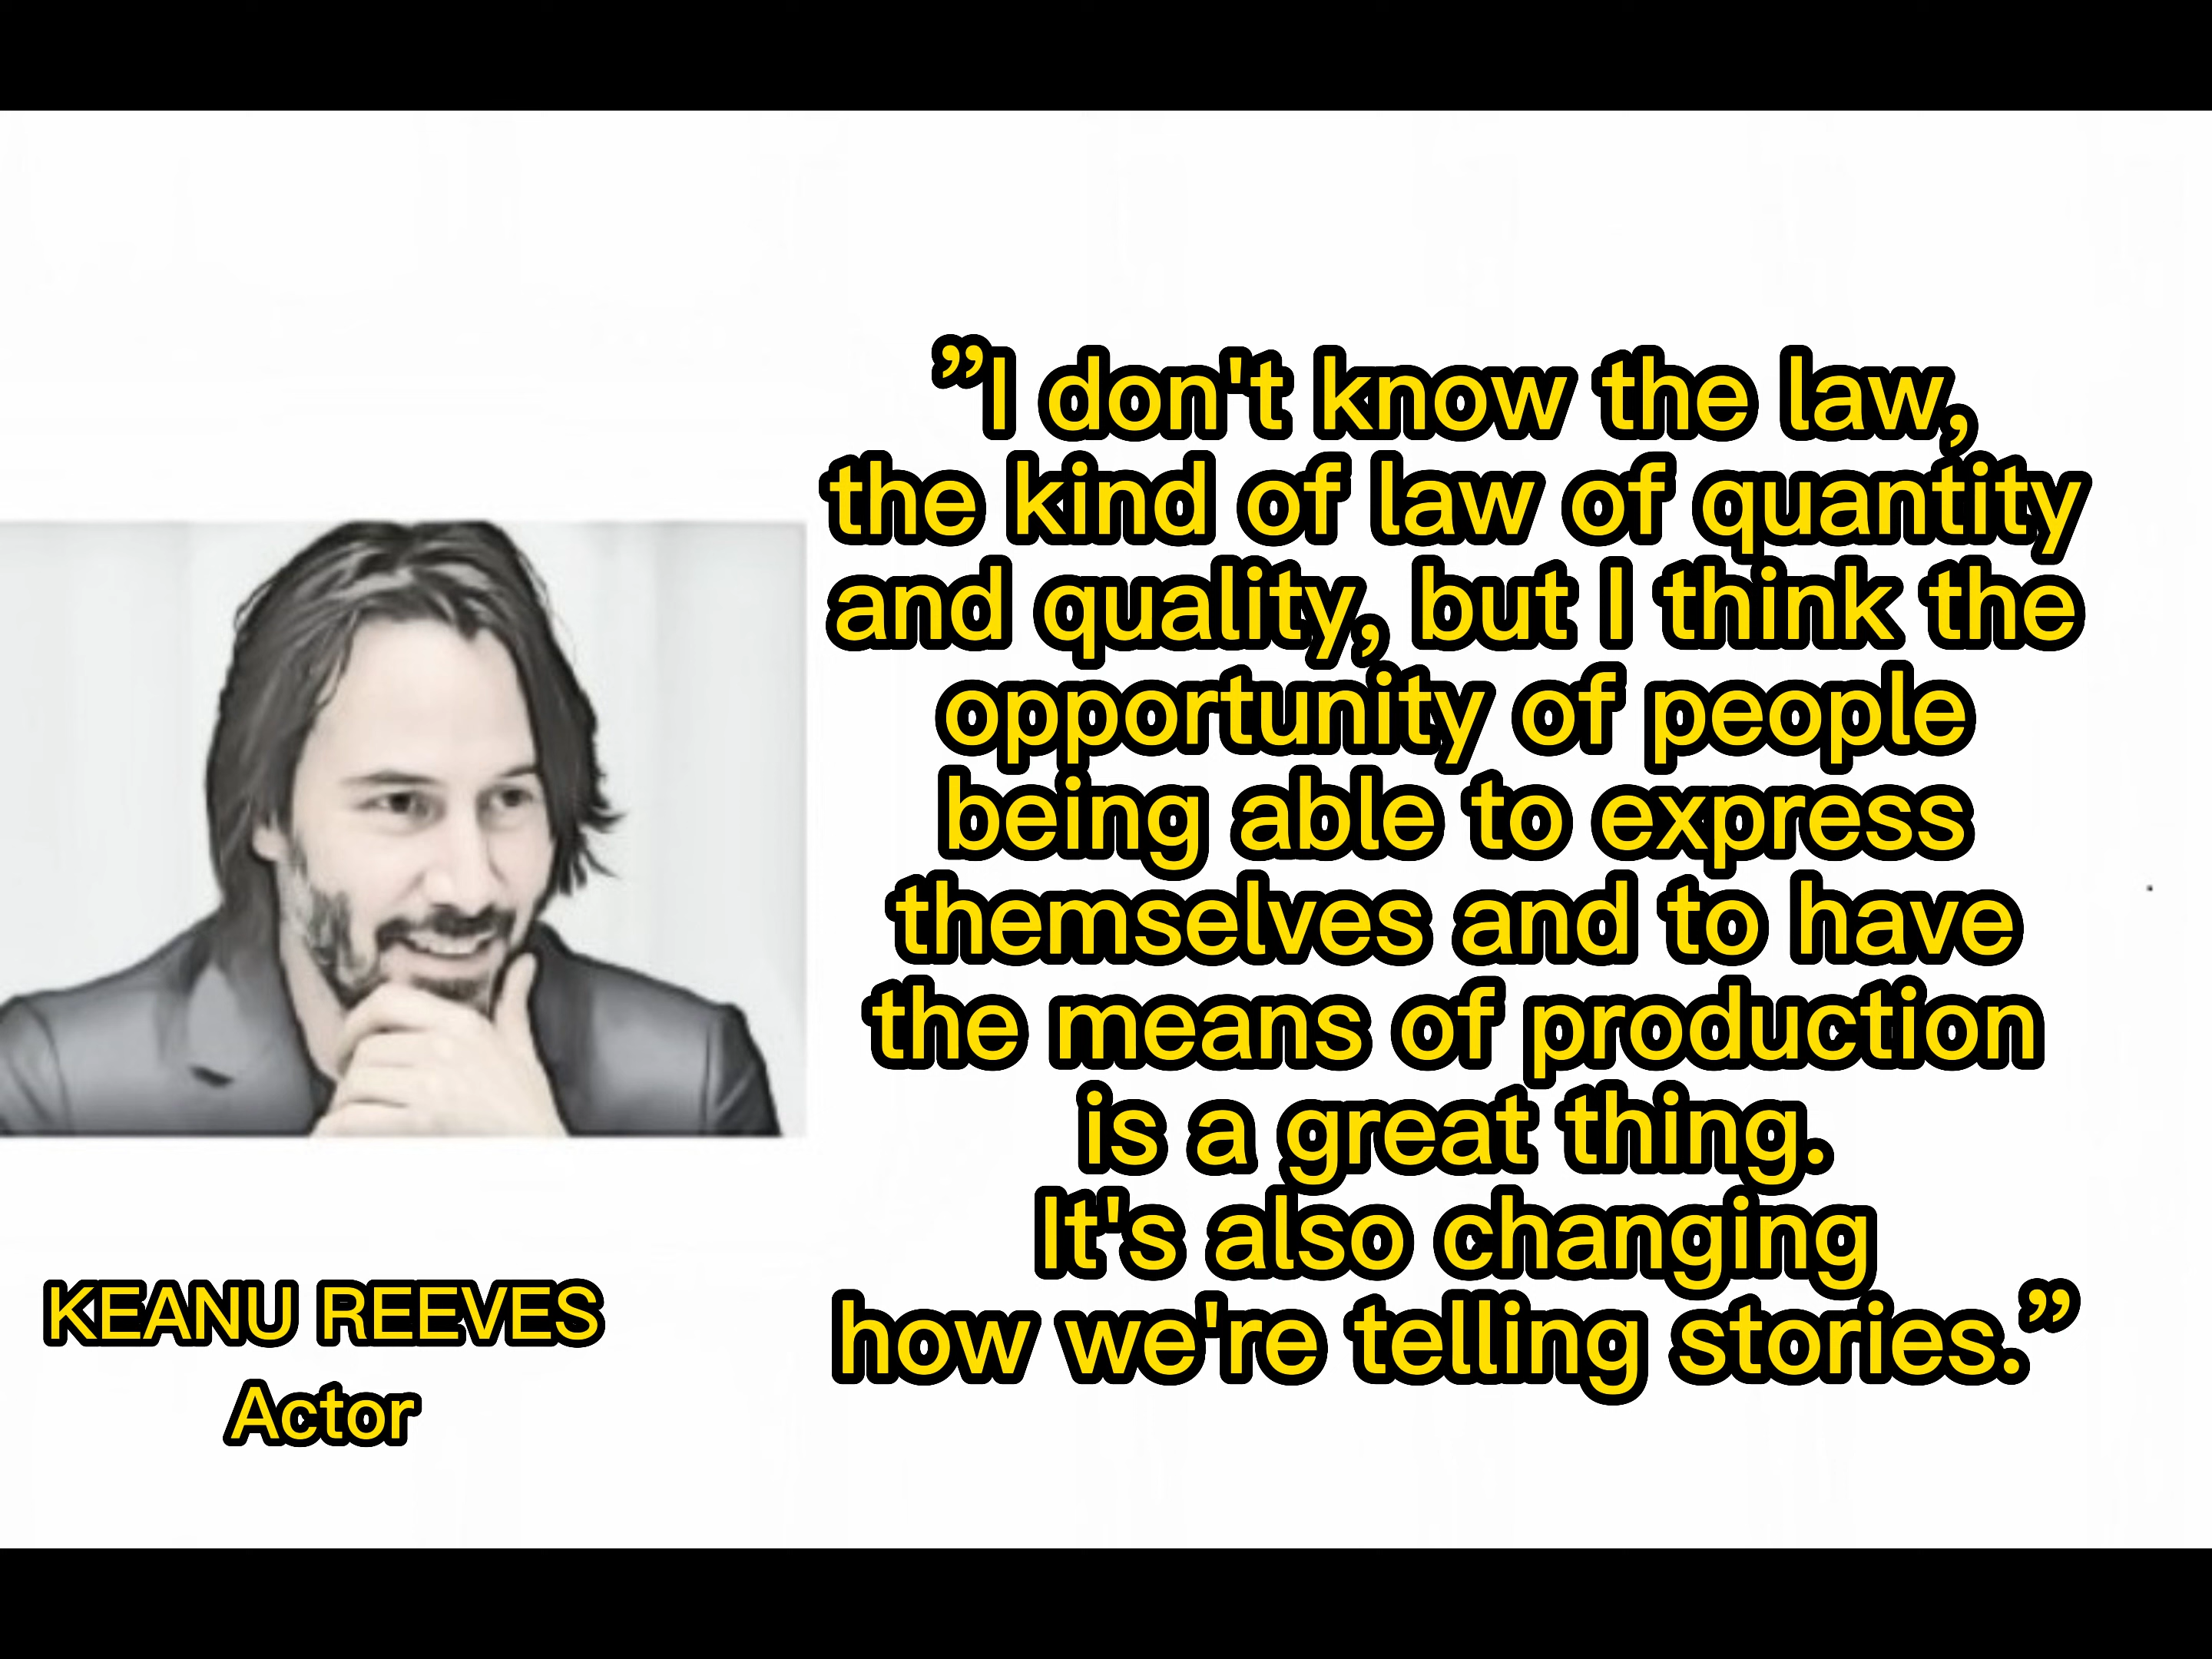 ”I don't know the law,
the kind of law of quantity
and quality, but I think the
opportunity of people
being able to express
themselves and to have
the means of production
is a great thing.
It's also changing
how we're telling stories.”
KEANU REEVES
Actor